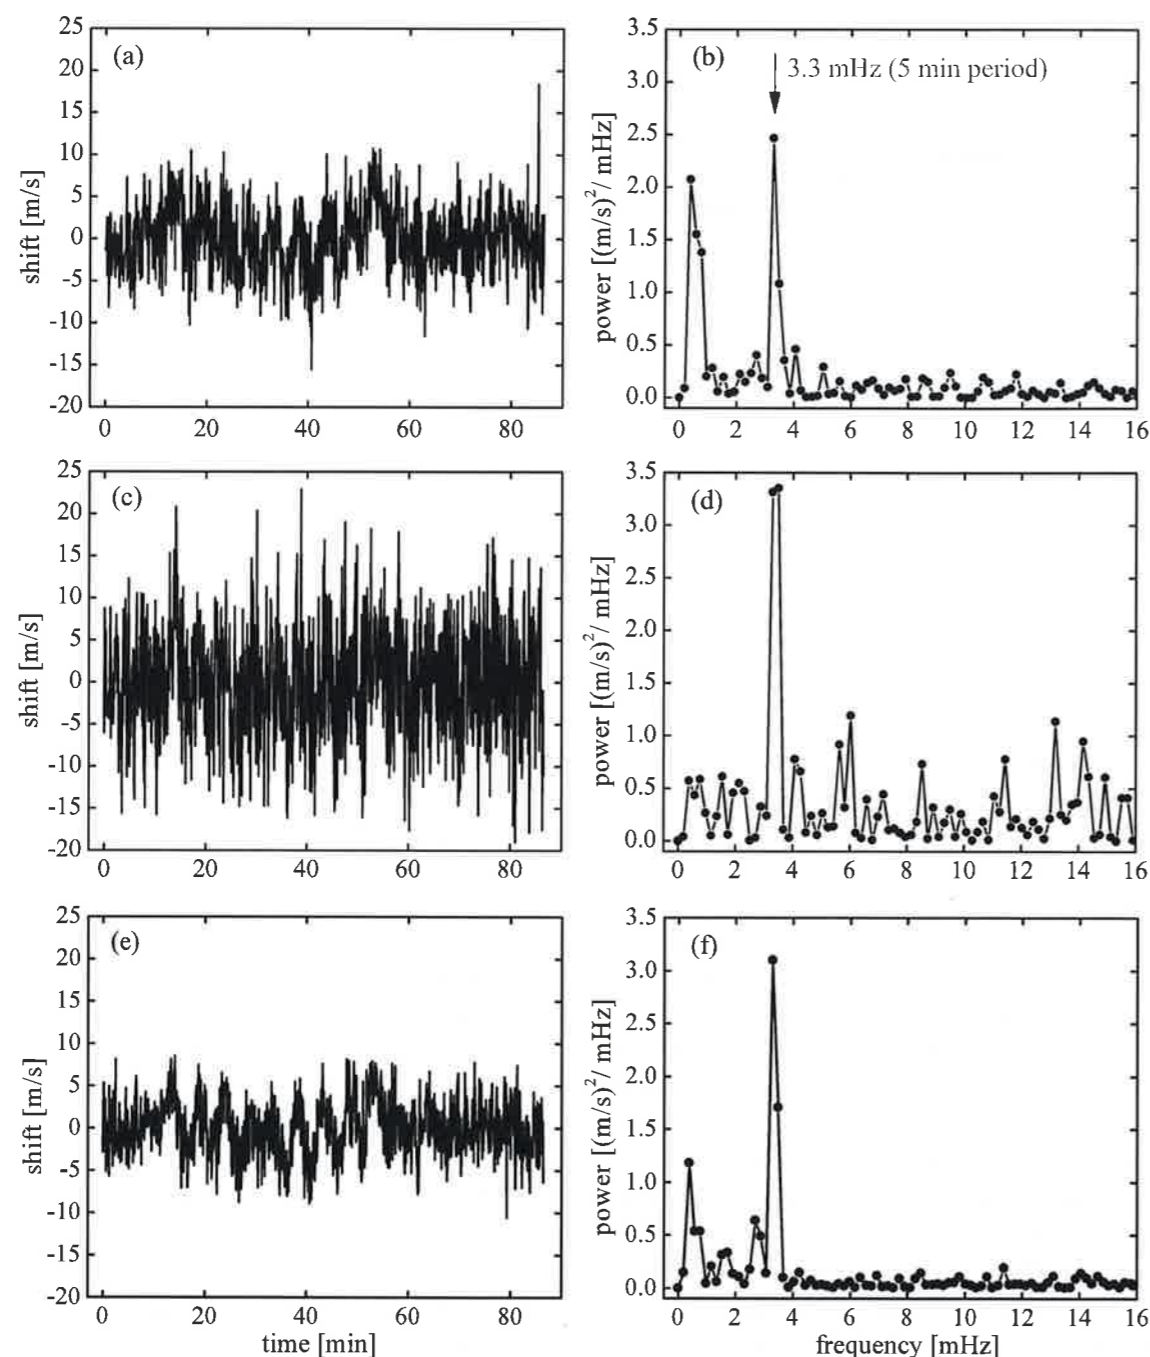 (a)
shift [m/s]
25
20
15
10
5
0
-5
-10
-15
-20
0 20 40 60 80
(b)
3.3 mHz (5 min period)
power [(m/s)²/ mHz]
3.5
3.0
2.5
2.0
1.5
1.0
0.5
0.0
0 2 4 6 8 10 12 14 16
(c)
shift [m/s]
25
20
15
10
5
0
-5
-10
-15
-20
0 20 40 60 80
(d)
power [(m/s)²/ mHz]
3.5
3.0
2.5
2.0
1.5
1.0
0.5
0.0
0 2 4 6 8 10 12 14 16
(e)
shift [m/s]
25
20
15
10
5
0
-5
-10
-15
-20
0 20 40 60 80
time [min]
(f)
power [(m/s)²/ mHz]
3.5
3.0
2.5
2.0
1.5
1.0
0.5
0.0
0 2 4 6 8 10 12 14 16
frequency [mHz]